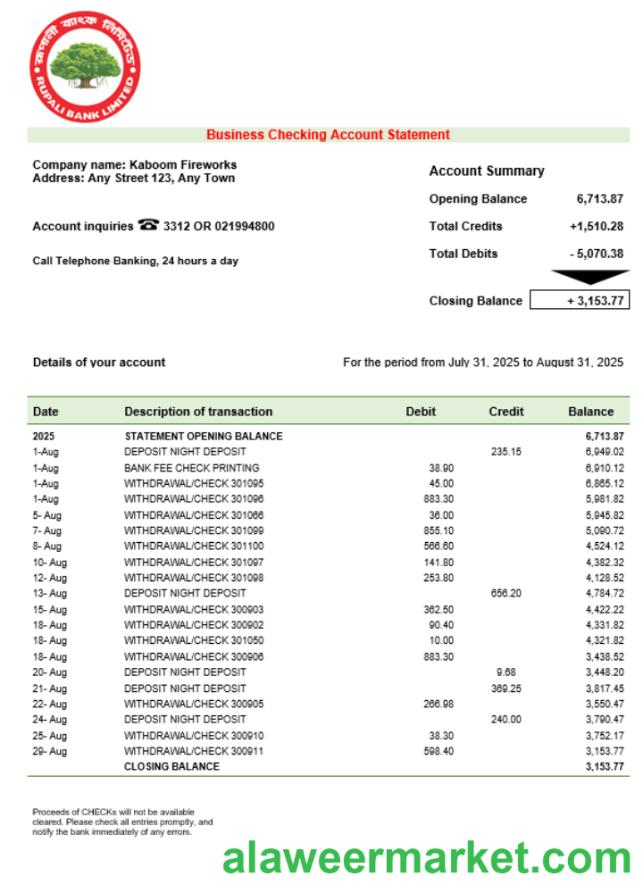 রূপালী ব্যাংক লিমিটেড
RUPALI BANK LIMITED
Business Checking Account Statement
Company name: Kaboom Fireworks
Address: Any Street 123, Any Town
Account inquiries ☎ 3312 OR 021994800
Call Telephone Banking, 24 hours a day
Account Summary
Opening Balance 6,713.87
Total Credits +1,510.28
Total Debits - 5,070.38
Closing Balance + 3,153.77
Details of your account For the period from July 31, 2025 to August 31, 2025
Date Description of transaction Debit Credit Balance
2025 STATEMENT OPENING BALANCE 6,713.87
1-Aug DEPOSIT NIGHT DEPOSIT 235.15 6,949.02
1-Aug BANK FEE CHECK PRINTING 38.90 6,910.12
1-Aug WITHDRAWAL/CHECK 301095 45.00 6,865.12
1-Aug WITHDRAWAL/CHECK 301096 883.30 5,981.82
5- Aug WITHDRAWAL/CHECK 301066 36.00 5,945.82
7- Aug WITHDRAWAL/CHECK 301099 855.10 5,090.72
8- Aug WITHDRAWAL/CHECK 301100 566.60 4,524.12
10- Aug WITHDRAWAL/CHECK 301097 141.80 4,382.32
12- Aug WITHDRAWAL/CHECK 301098 253.80 4,128.52
13- Aug DEPOSIT NIGHT DEPOSIT 656.20 4,784.72
15- Aug WITHDRAWAL/CHECK 300903 362.50 4,422.22
18- Aug WITHDRAWAL/CHECK 300902 90.40 4,331.82
18- Aug WITHDRAWAL/CHECK 301050 10.00 4,321.82
18- Aug WITHDRAWAL/CHECK 300906 883.30 3,438.52
20- Aug DEPOSIT NIGHT DEPOSIT 9.68 3,448.20
21- Aug DEPOSIT NIGHT DEPOSIT 369.25 3,817.45
22- Aug WITHDRAWAL/CHECK 300905 266.98 3,550.47
24- Aug DEPOSIT NIGHT DEPOSIT 240.00 3,790.47
25- Aug WITHDRAWAL/CHECK 300910 38.30 3,752.17
29- Aug WITHDRAWAL/CHECK 300911 598.40 3,153.77
CLOSING BALANCE 3,153.77
Proceeds of CHECKs will not be available
cleared. Please check all entries promptly, and
notify the bank immediately of any errors.
alaweermarket.com